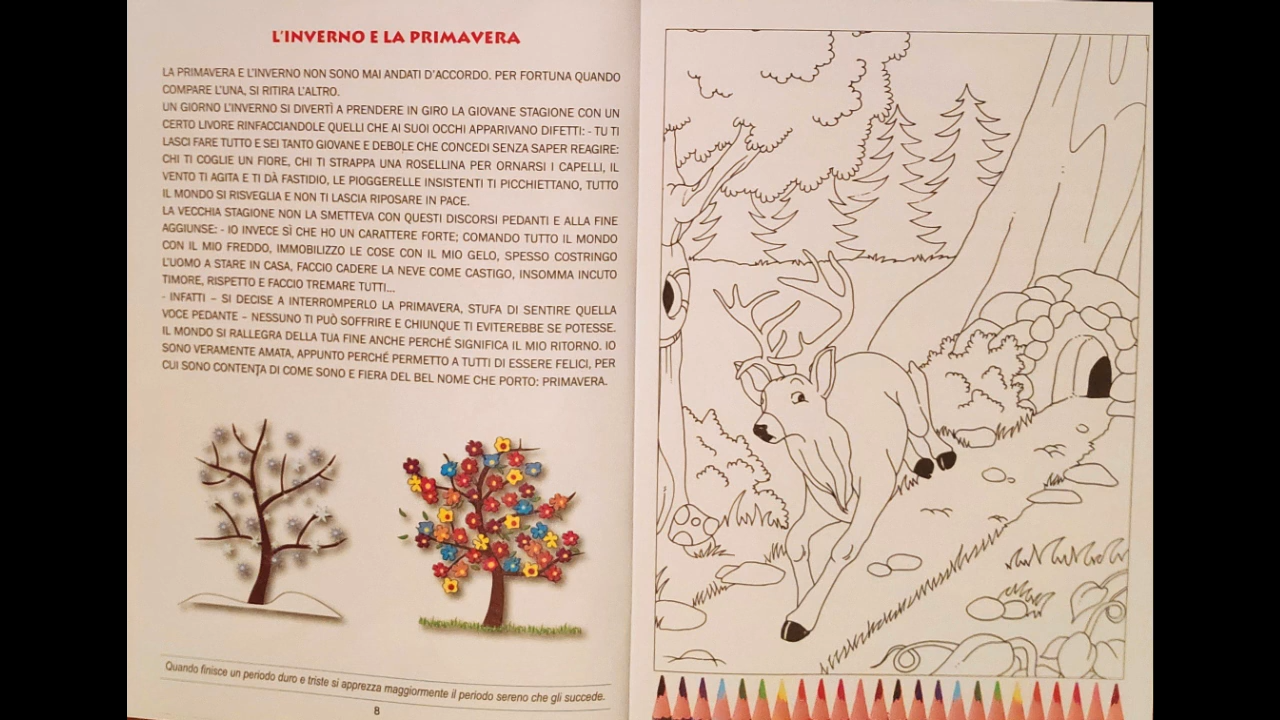 L'INVERNO E LA PRIMAVERA
LA PRIMAVERA E L'INVERNO NON SONO MAI ANDATI D'ACCORDO. PER FORTUNA QUANDO
COMPARE L'UNA, SI RITIRA L'ALTRO.
UN GIORNO L'INVERNO SI DIVERTÌ A PRENDERE IN GIRO LA GIOVANE STAGIONE CON UN
CERTO LIVORE RINFACCIANDOLE QUELLI CHE AI SUOI OCCHI APPARIVANO DIFETTI: - TU TI
LASCI FARE TUTTO E SEI TANTO GIOVANE E DEBOLE CHE CONCEDI SENZA SAPER REAGIRE:
CHI TI COGLIE UN FIORE, CHI TI STRAPPA UNA ROSELLINA PER ORNARSI I CAPELLI, IL
VENTO TI AGITA E TI DÀ FASTIDIO, LE PIOGGERELLE INSISTENTI TI PICCHIETTANO, TUTTO
IL MONDO SI RISVEGLIA E NON TI LASCIA RIPOSARE IN PACE.
LA VECCHIA STAGIONE NON LA SMETTEVA CON QUESTI DISCORSI PEDANTI E ALLA FINE
AGGIUNSE: - IO INVECE SÌ CHE HO UN CARATTERE FORTE; COMANDO TUTTO IL MONDO
CON IL MIO FREDDO, IMMOBILIZZO LE COSE CON IL MIO GELO, SPESSO COSTRINGO
L'UOMO A STARE IN CASA, FACCIO CADERE LA NEVE COME CASTIGO, INSOMMA INCUTO
TIMORE, RISPETTO E FACCIO TREMARE TUTTI...
- INFATTI – SI DECISE A INTERROMPERLO LA PRIMAVERA, STUFA DI SENTIRE QUELLA
VOCE PEDANTE – NESSUNO TI PUÒ SOFFRIRE E CHIUNQUE TI EVITEREBBE SE POTESSE.
IL MONDO SI RALLEGRA DELLA TUA FINE ANCHE PERCHÉ SIGNIFICA IL MIO RITORNO. IO
SONO VERAMENTE AMATA, APPUNTO PERCHÉ PERMETTO A TUTTI DI ESSERE FELICI, PER
CUI SONO CONTENTA DI COME SONO E FIERA DEL BEL NOME CHE PORTO: PRIMAVERA.
Quando finisce un periodo duro e triste si apprezza maggiormente il periodo sereno che gli succede.
8